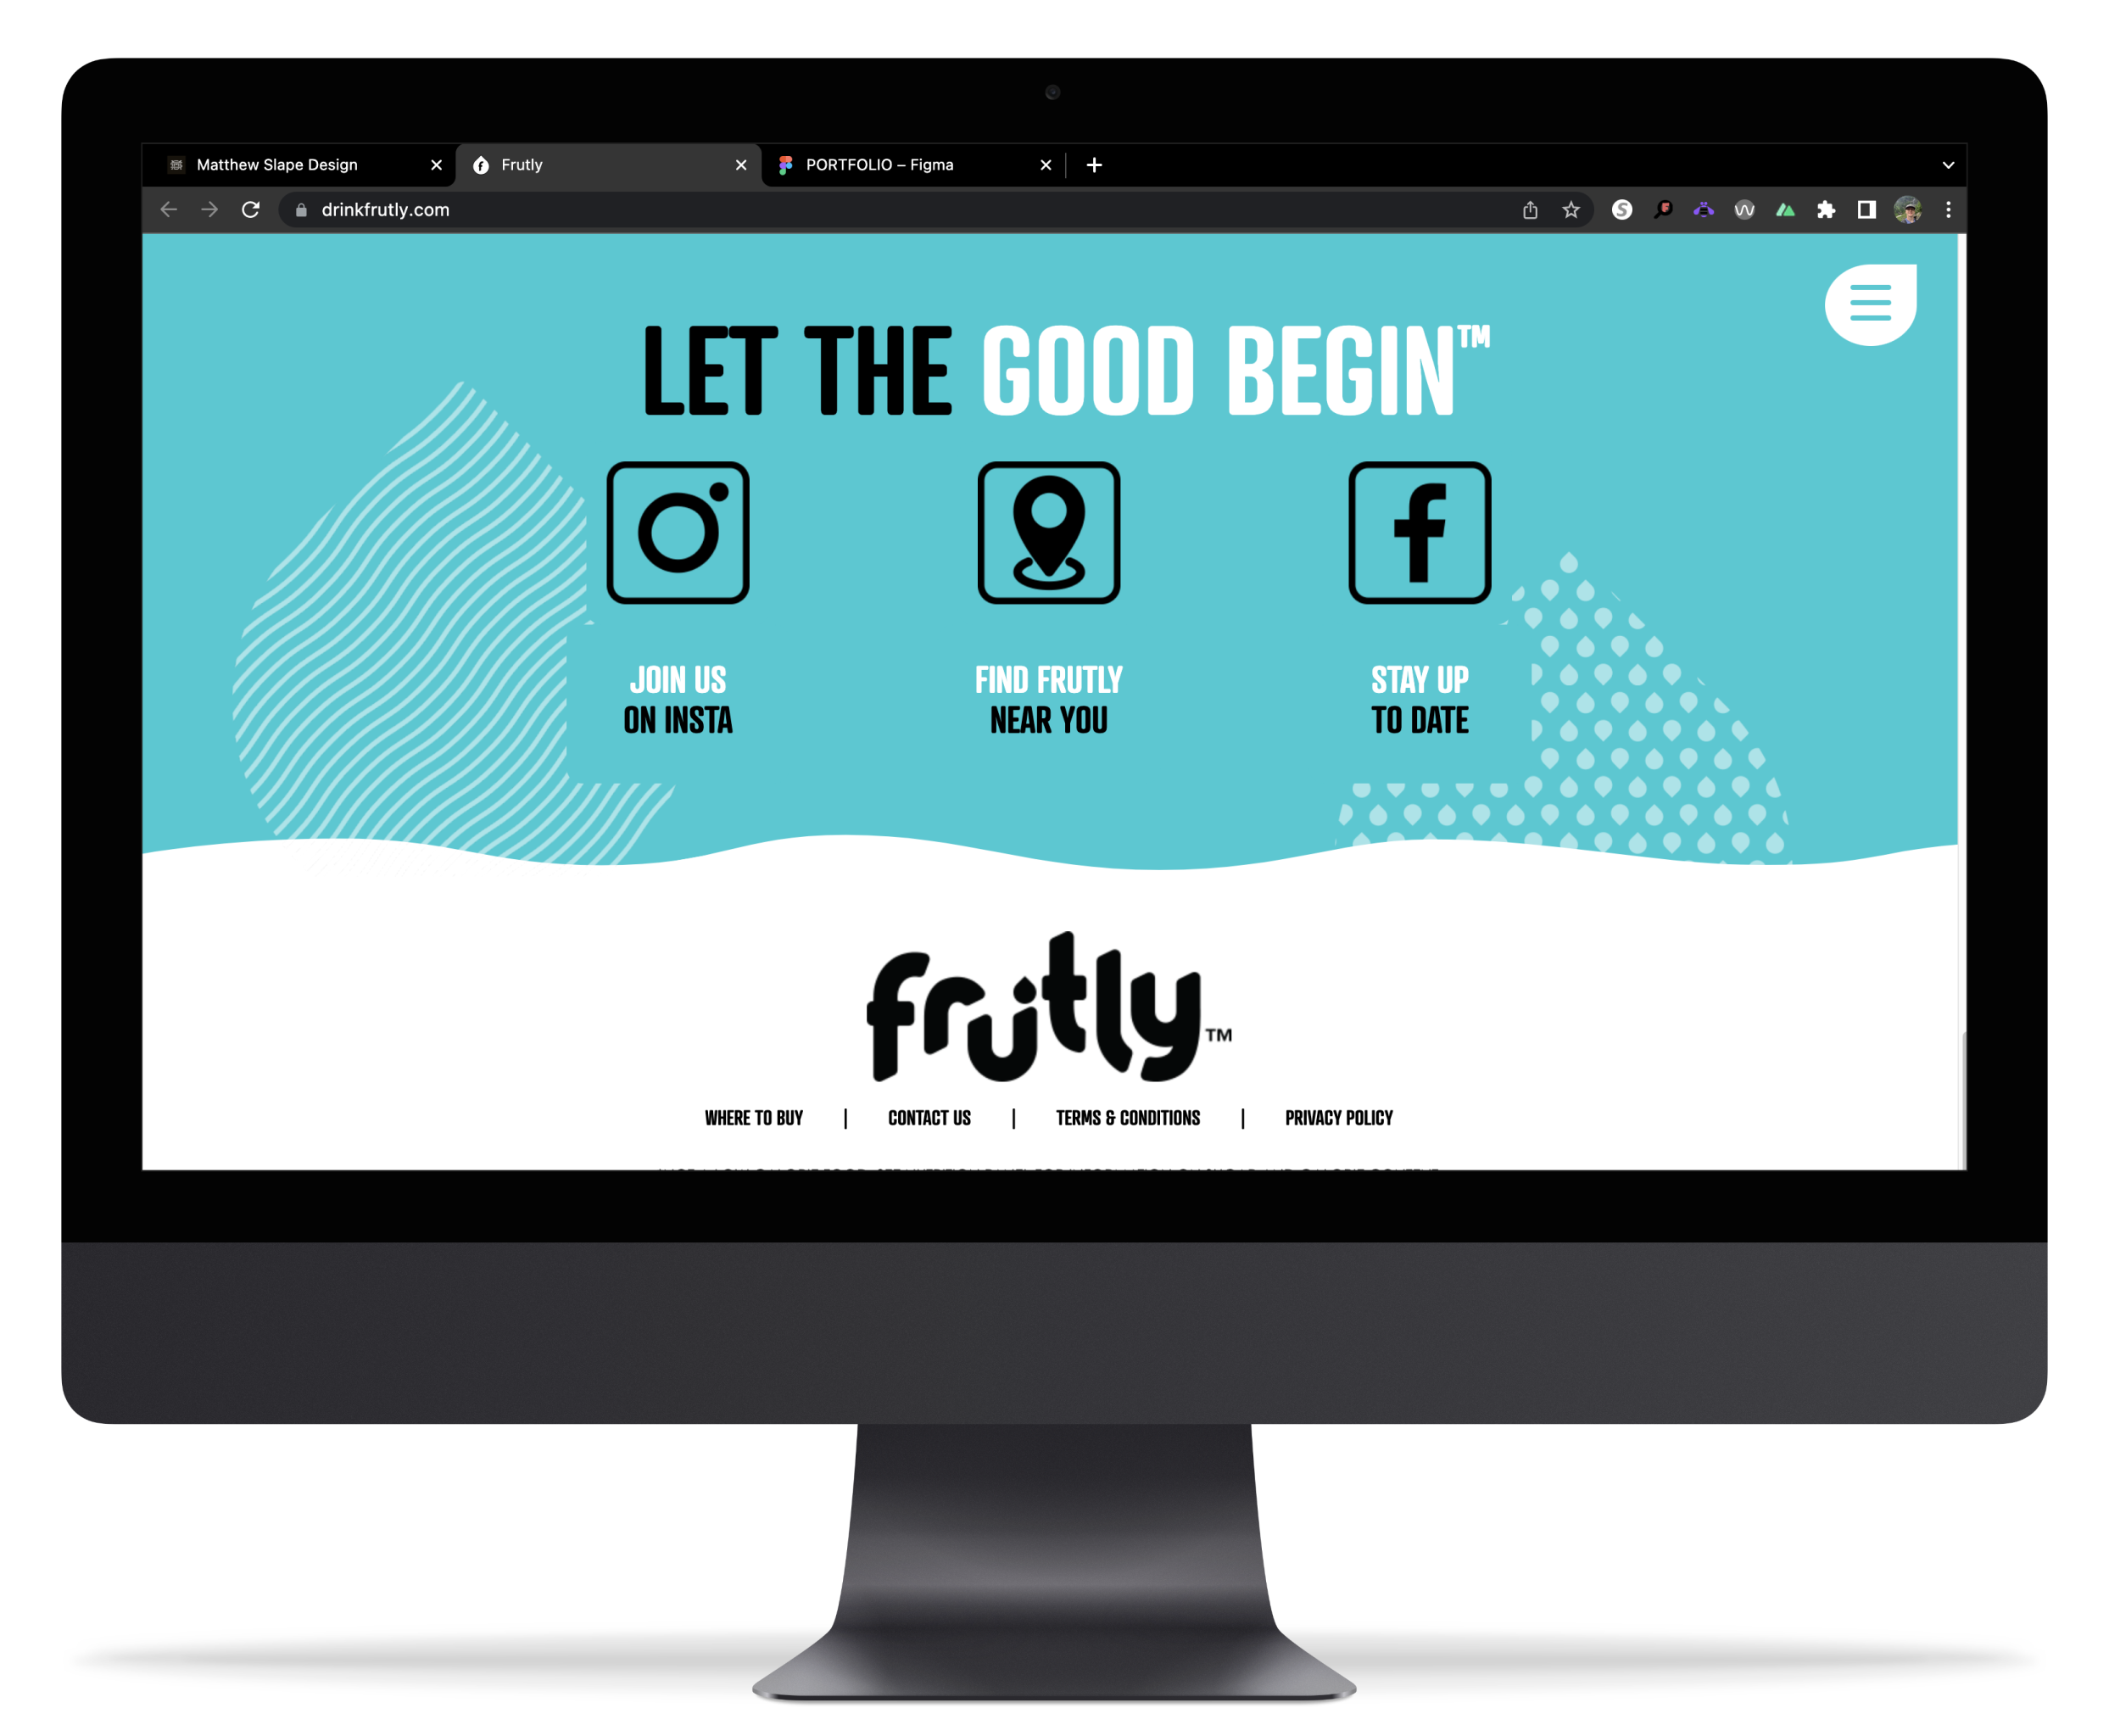 Matthew Slape Design
Frutly
PORTFOLIO – Figma
drinkfrutly.com
LET THE GOOD BEGIN™
JOIN US
ON INSTA
FIND FRUTLY
NEAR YOU
STAY UP
TO DATE
frutly™
WHERE TO BUY | CONTACT US | TERMS & CONDITIONS | PRIVACY POLICY